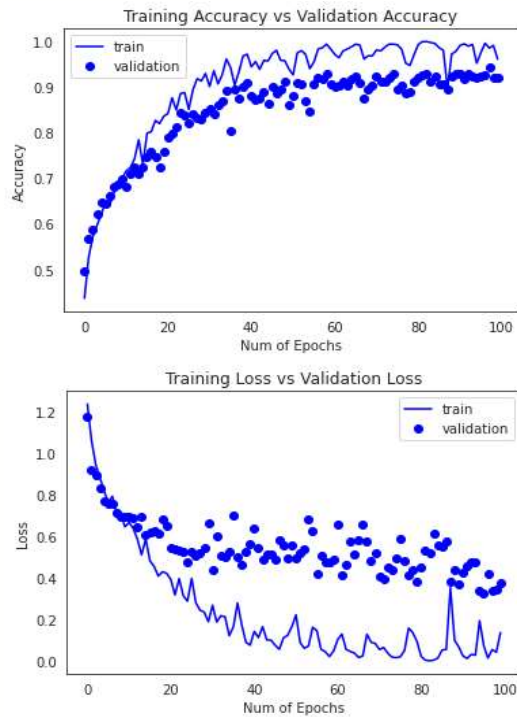 Training Accuracy vs Validation Accuracy
1.0
train
validation
0.9
0.8
0.7
0.6
0.5
Accuracy
0 20 40 60 80 100
Num of Epochs
Training Loss vs Validation Loss
1.2
train
validation
1.0
0.8
0.6
0.4
0.2
0.0
Loss
0 20 40 60 80 100
Num of Epochs